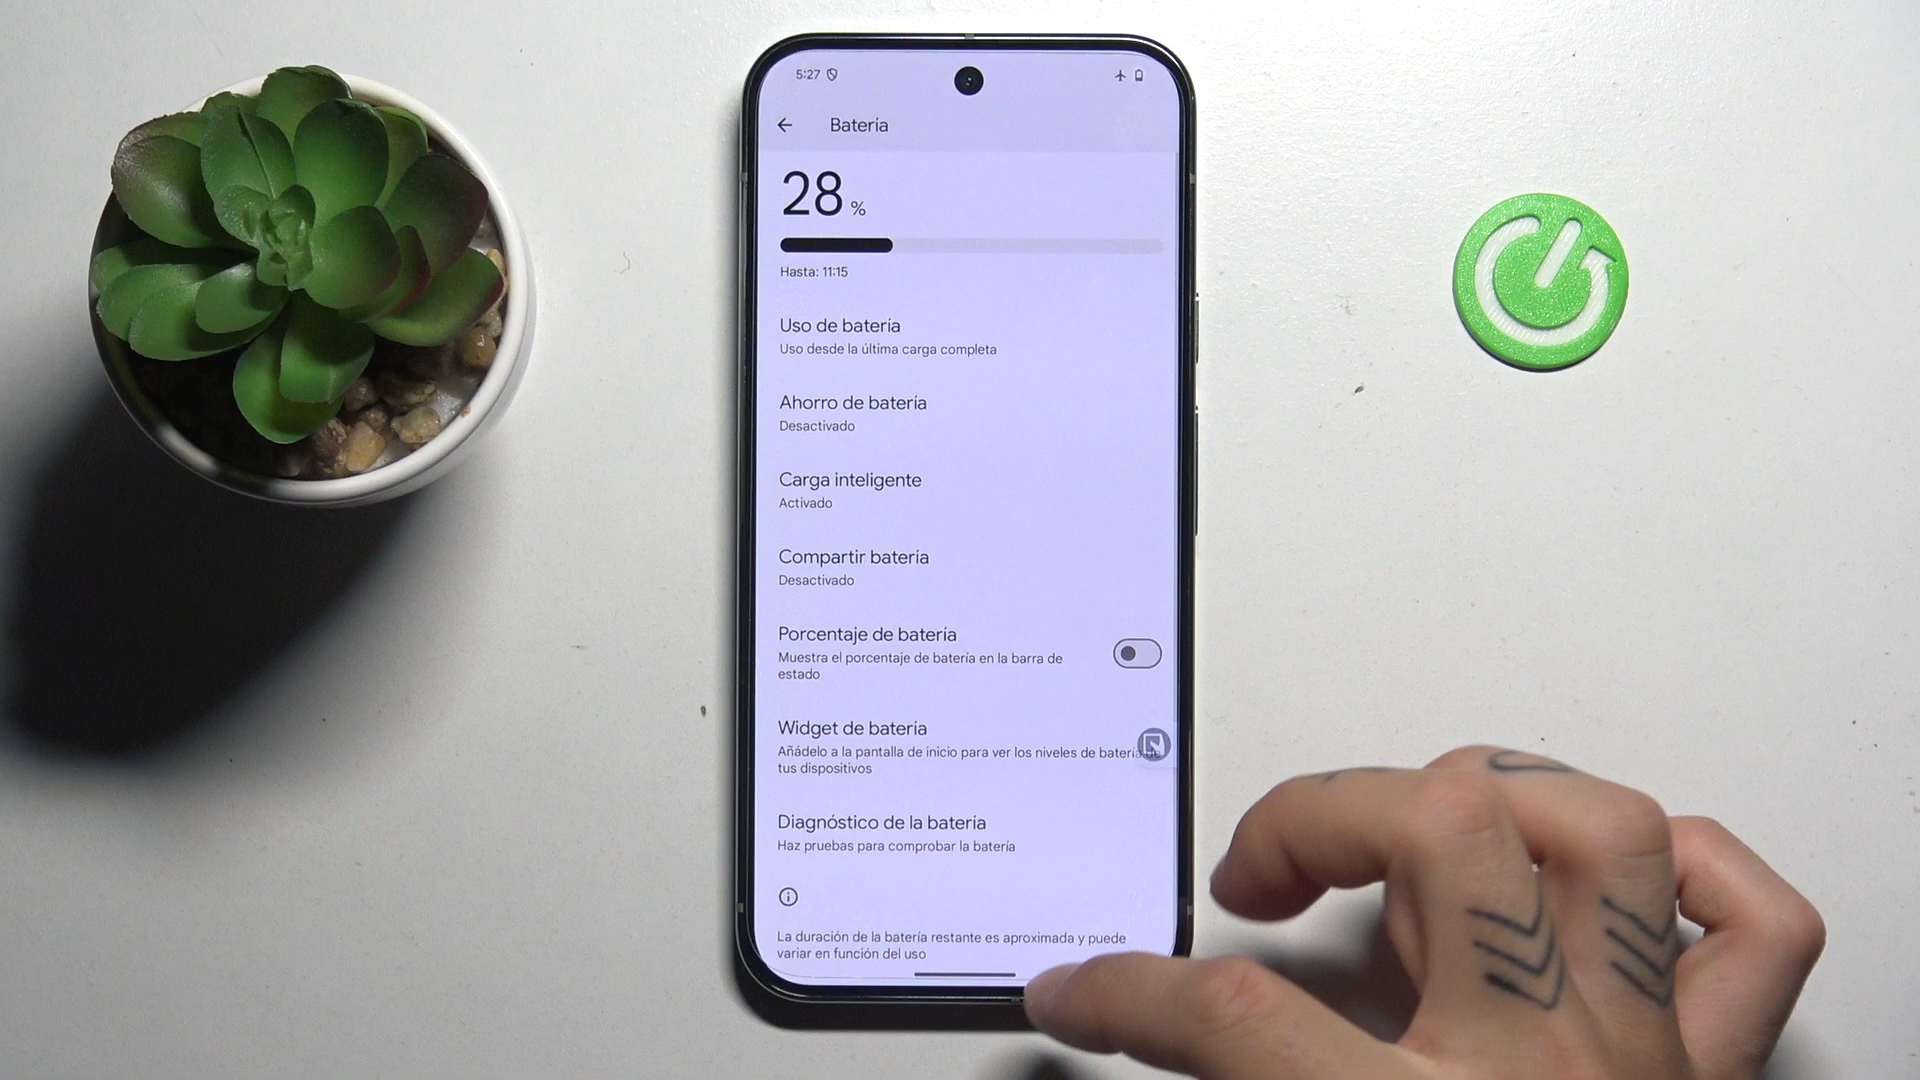 5:27
Batería
28 %
Hasta: 11:15
Uso de batería
Uso desde la última carga completa
Ahorro de batería
Desactivado
Carga inteligente
Activado
Compartir batería
Desactivado
Porcentaje de batería
Muestra el porcentaje de batería en la barra de
estado
Widget de batería
Añádelo a la pantalla de inicio para ver los niveles de batería de
tus dispositivos
Diagnóstico de la batería
Haz pruebas para comprobar la batería
La duración de la batería restante es aproximada y puede
variar en función del uso